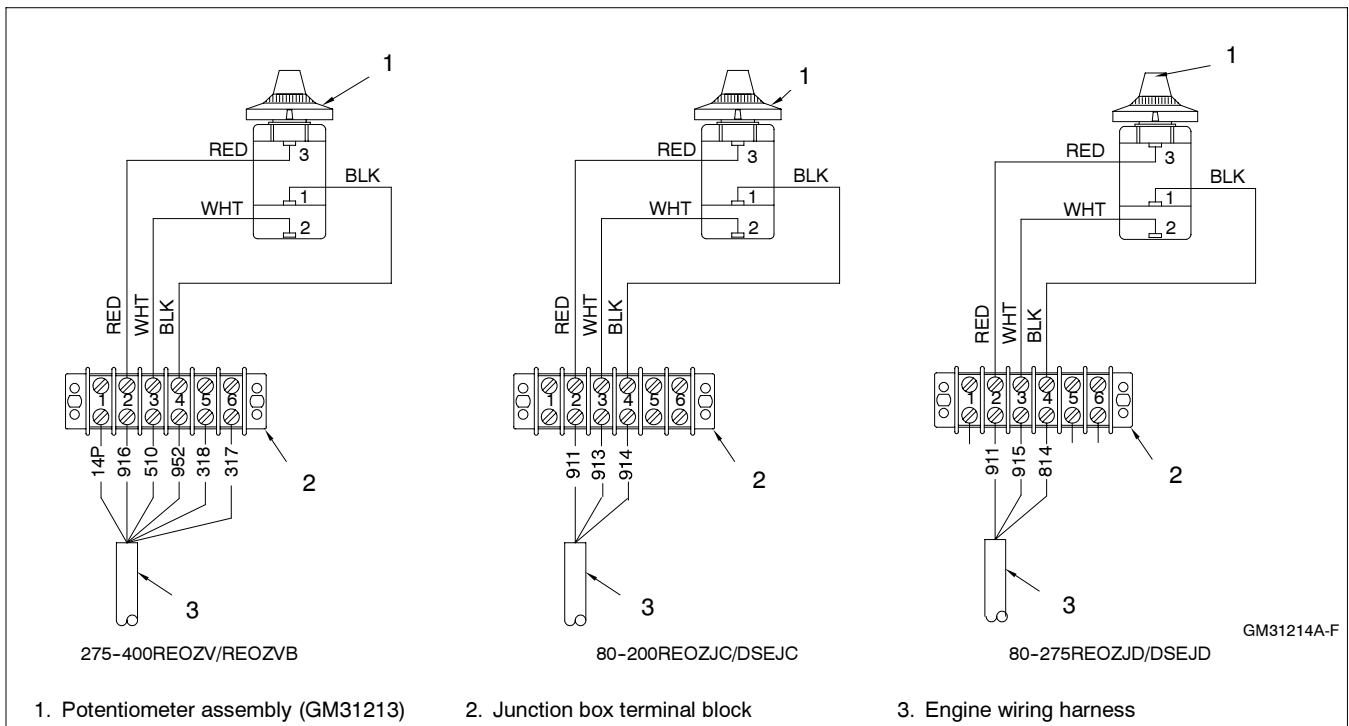 1
1
1
RED
3
BLK
1
WHT
2
RED
3
BLK
1
WHT
2
RED
3
BLK
1
WHT
2
RED
WHT
BLK
RED
WHT
BLK
RED
WHT
BLK
1 2 3 4 5 6
1 2 3 4 5 6
1 2 3 4 5 6
14P
916
510
952
318
317
2
911
913
914
2
911
915
814
2
3
3
3
GM31214A-F
275-400REOZV/REOZVB
80-200REOZJC/DSEJC
80-275REOZJD/DSEJD
1. Potentiometer assembly (GM31213)
2. Junction box terminal block
3. Engine wiring harness